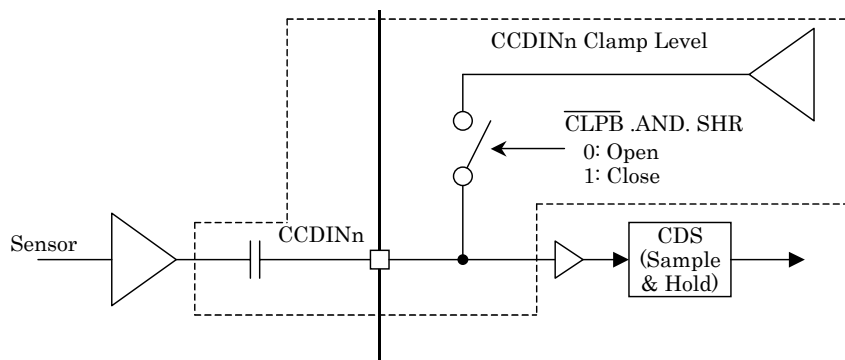 CCDINn Clamp Level
CLPB .AND. SHR
0: Open
1: Close
Sensor
CCDINn
CDS
(Sample
& Hold)